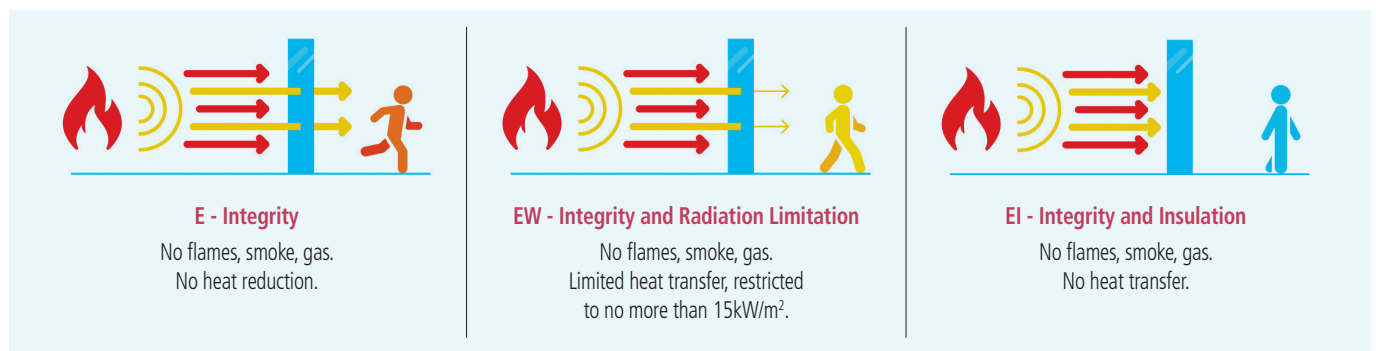 E - Integrity
No flames, smoke, gas.
No heat reduction.
EW - Integrity and Radiation Limitation
No flames, smoke, gas.
Limited heat transfer, restricted
to no more than 15kW/m².
EI - Integrity and Insulation
No flames, smoke, gas.
No heat transfer.